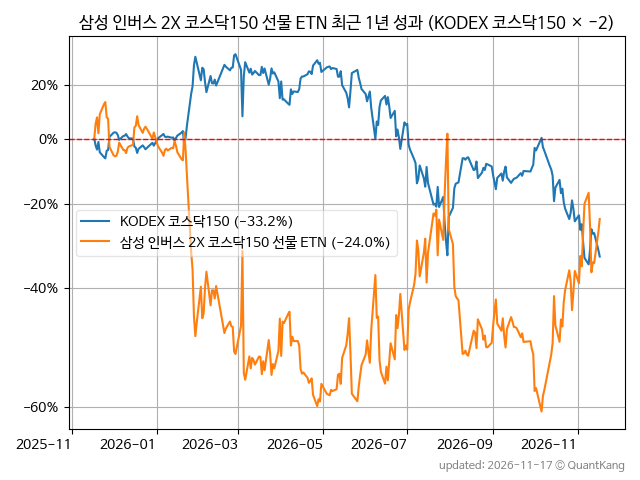 삼성 인버스 2X 코스닥150 선물 ETN 최근 1년 성과 (KODEX 코스닥150 × −2)
20%
0%
−20%
−40%
−60%
KODEX 코스닥150 (−33.2%)
삼성 인버스 2X 코스닥150 선물 ETN (−24.0%)
2025-11 2026-01 2026-03 2026-05 2026-07 2026-09 2026-11
updated: 2026-11-17 © QuantKang